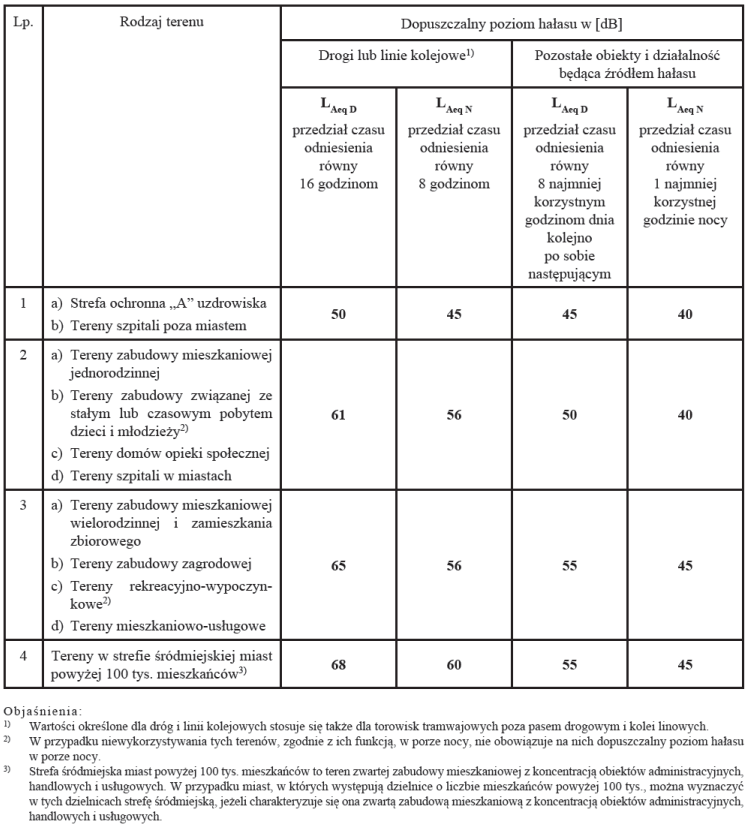 Lp.
Rodzaj terenu
Dopuszczalny poziom hałasu w [dB]
Drogi lub linie kolejowe1)
Pozostałe obiekty i działalność
będąca źródłem hałasu
LAeq D
przedział czasu
odniesienia
równy
16 godzinom
LAeq N
przedział czasu
odniesienia
równy
8 godzinom
LAeq D
przedział czasu
odniesienia
równy
8 najmniej
korzystnym
godzinom dnia
kolejno
po sobie
następującym
LAeq N
przedział czasu
odniesienia
równy
1 najmniej
korzystnej
godzinie nocy
1
a) Strefa ochronna „A” uzdrowiska
b) Tereny szpitali poza miastem
50
45
45
40
2
a) Tereny zabudowy mieszkaniowej
jednorodzinnej
b) Tereny zabudowy związanej ze
stałym lub czasowym pobytem
dzieci i młodzieży2)
c) Tereny domów opieki społecznej
d) Tereny szpitali w miastach
61
56
50
40
3
a) Tereny zabudowy mieszkaniowej
wielorodzinnej i zamieszkania
zbiorowego
b) Tereny zabudowy zagrodowej
c) Tereny rekreacyjno-wypoczyn-
kowe2)
d) Tereny mieszkaniowo-usługowe
65
56
55
45
4
Tereny w strefie śródmiejskiej miast
powyżej 100 tys. mieszkańców3)
68
60
55
45
Objaśnienia:
1) Wartości określone dla dróg i linii kolejowych stosuje się także dla torowisk tramwajowych poza pasem drogowym i kolei linowych.
2) W przypadku niewykorzystywania tych terenów, zgodnie z ich funkcją, w porze nocy, nie obowiązuje na nich dopuszczalny poziom hałasu
w porze nocy.
3) Strefa śródmiejska miast powyżej 100 tys. mieszkańców to teren zwartej zabudowy mieszkaniowej z koncentracją obiektów administracyjnych,
handlowych i usługowych. W przypadku miast, w których występują dzielnice o liczbie mieszkańców powyżej 100 tys., można wyznaczyć
w tych dzielnicach strefę śródmiejską, jeżeli charakteryzuje się ona zwartą zabudową mieszkaniową z koncentracją obiektów administracyjnych,
handlowych i usługowych.